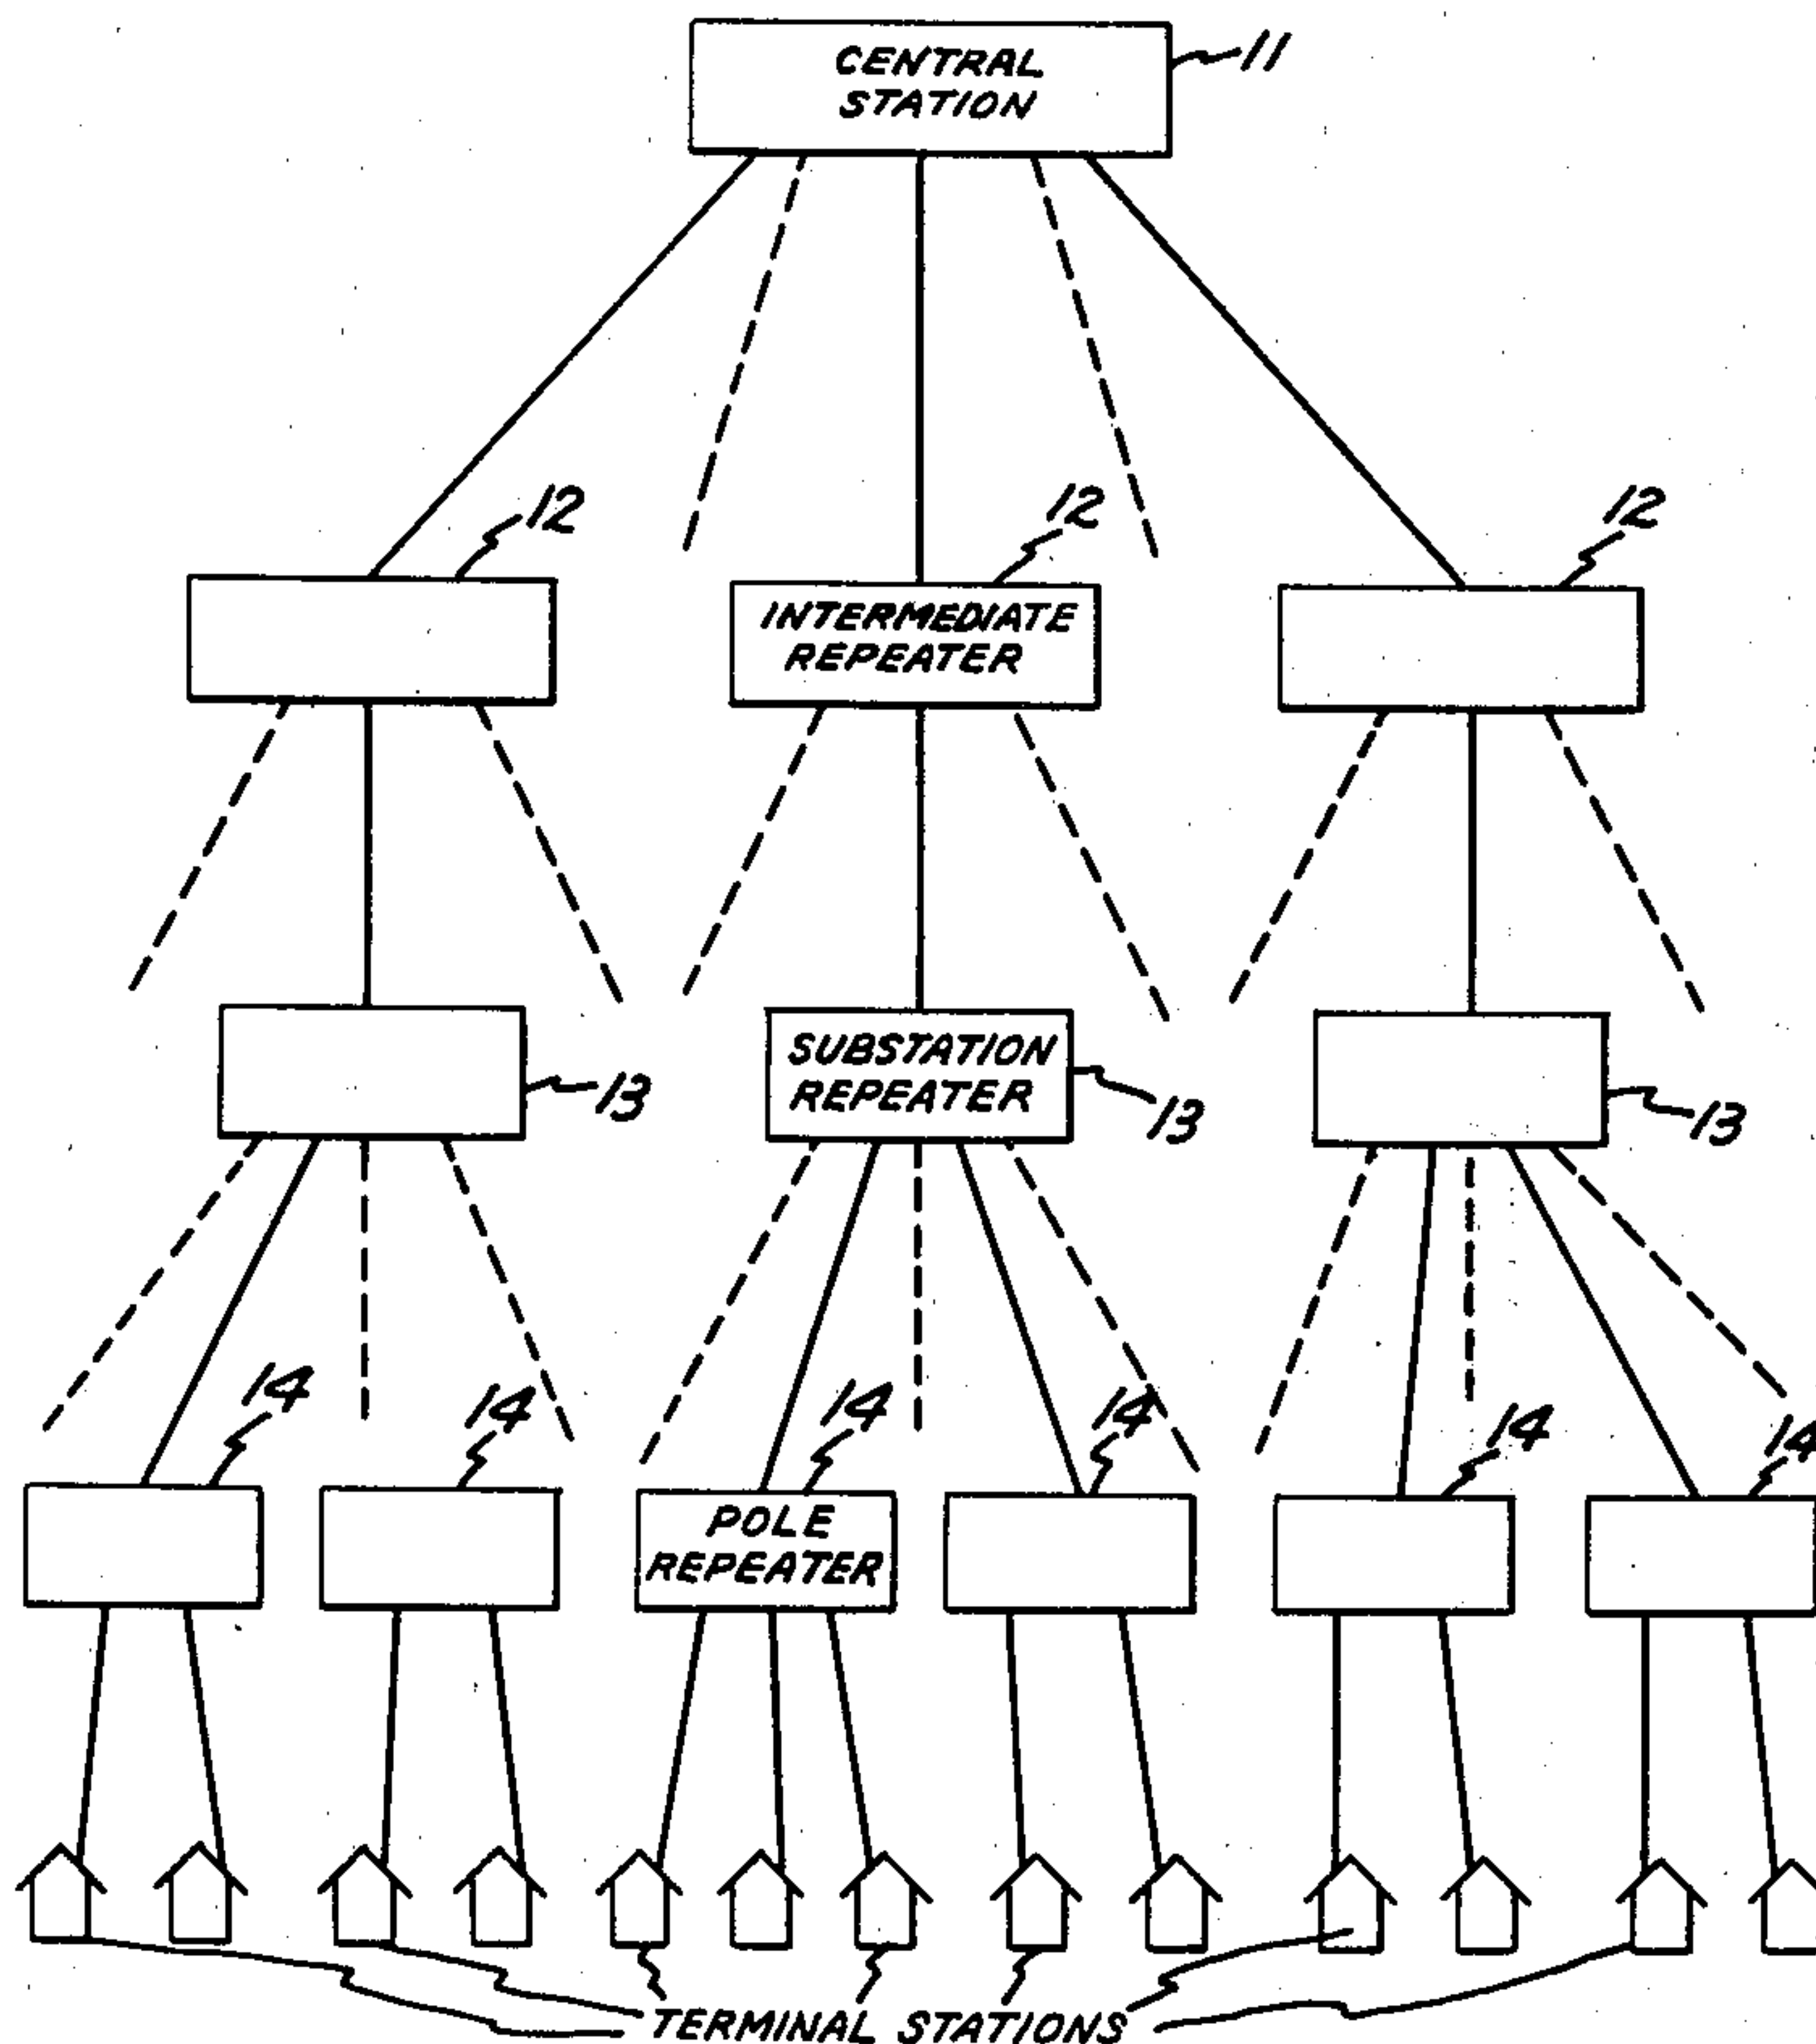 CENTRAL
STATION
11
12
12
12
INTERMEDIATE
REPEATER
SUBSTATION
REPEATER
13
13
13
14
14
14
14
14
14
POLE
REPEATER
TERMINAL STATIONS